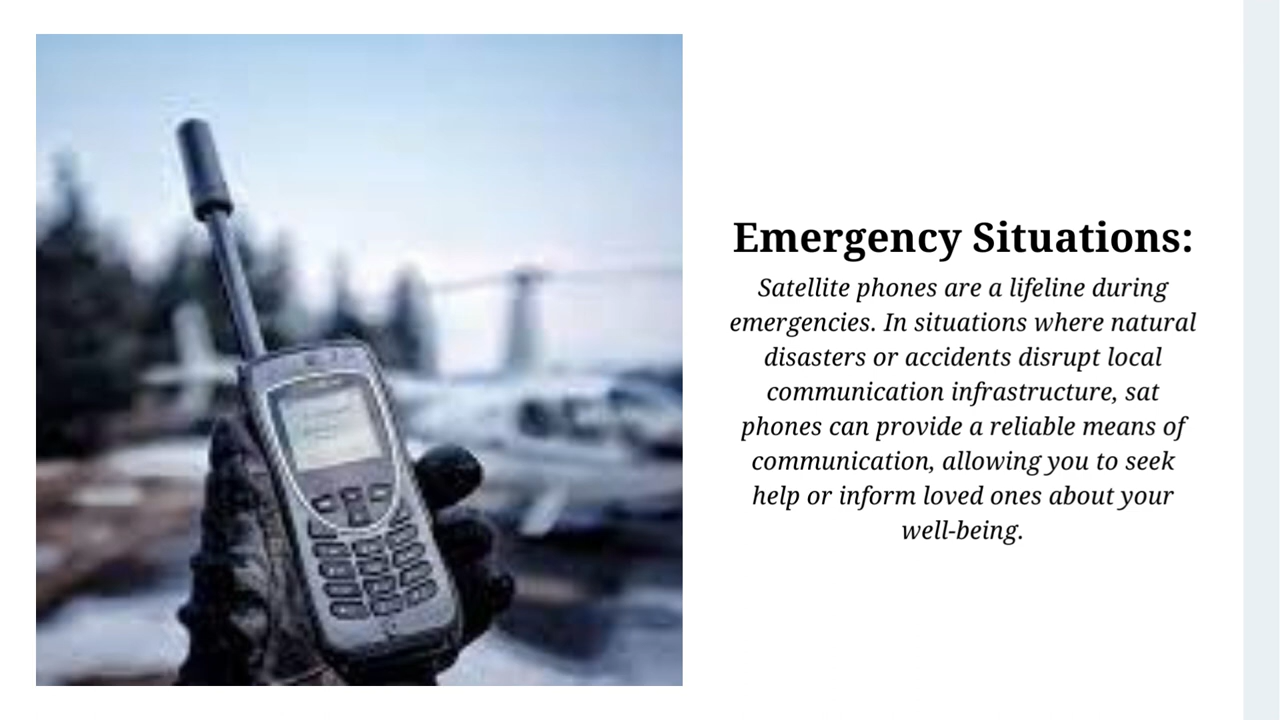 Emergency Situations:
Satellite phones are a lifeline during
emergencies. In situations where natural
disasters or accidents disrupt local
communication infrastructure, sat
phones can provide a reliable means of
communication, allowing you to seek
help or inform loved ones about your
well-being.